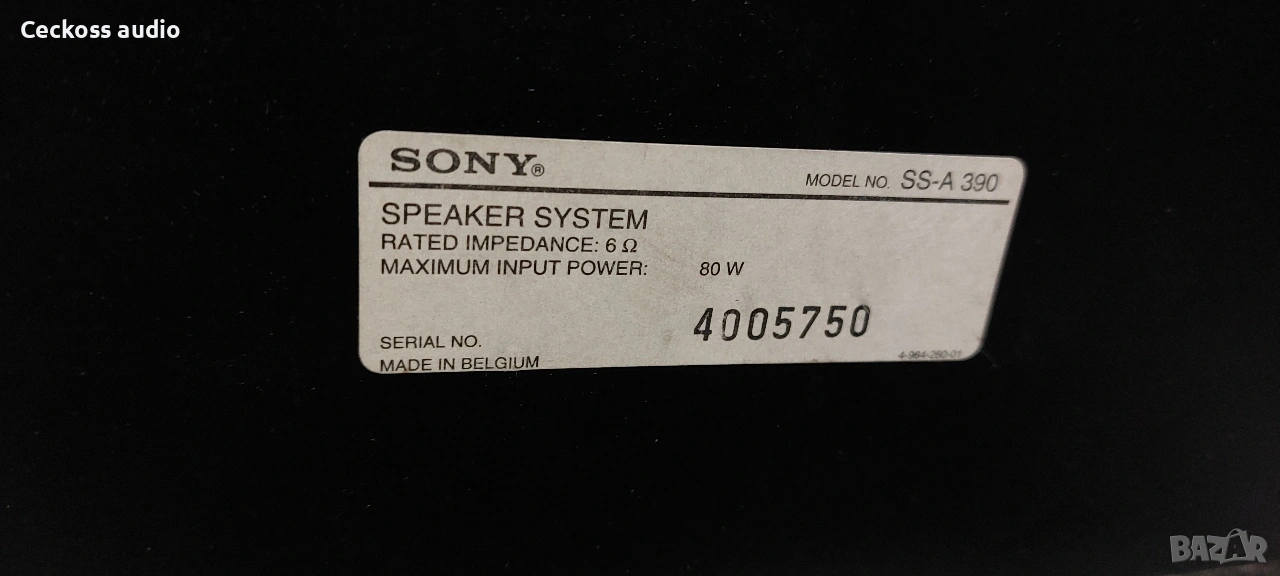 Ceckoss audio
SONY®
MODEL NO. SS-A 390
SPEAKER SYSTEM
RATED IMPEDANCE: 6 Ω
MAXIMUM INPUT POWER: 80 W
4005750
SERIAL NO.
4-984-260-01
MADE IN BELGIUM
BAZAR